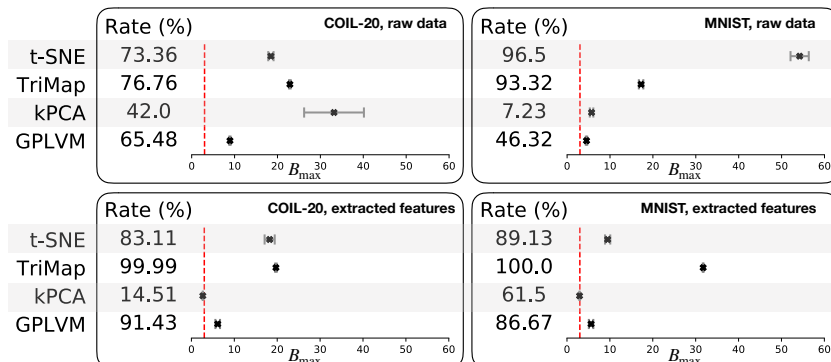 Rate (%) COIL-20, raw data
t-SNE 73.36
TriMap 76.76
kPCA 42.0
GPLVM 65.48
0 10 20 30 40 50 60
Bmax
Rate (%) MNIST, raw data
96.5
93.32
7.23
46.32
0 10 20 30 40 50 60
Bmax
Rate (%) COIL-20, extracted features
t-SNE 83.11
TriMap 99.99
kPCA 14.51
GPLVM 91.43
0 10 20 30 40 50 60
Bmax
Rate (%) MNIST, extracted features
89.13
100.0
61.5
86.67
0 10 20 30 40 50 60
Bmax